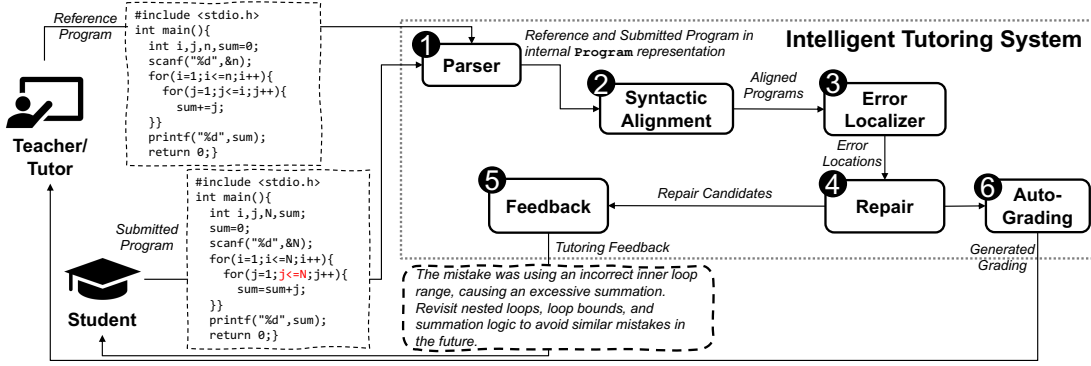 Reference
Program
#include <stdio.h>
int main(){
int i,j,n,sum=0;
scanf("%d",&n);
for(i=1;i<=n;i++){
for(j=1;j<=i;j++){
sum+=j;
}}
printf("%d",sum);
return 0;}
Teacher/
Tutor
Submitted
Program
#include <stdio.h>
int main(){
int i,j,N,sum;
sum=0;
scanf("%d",&N);
for(i=1;i<=N;i++){
for(j=1;j<=N;j++){
sum=sum+j;
}}
printf("%d",sum);
return 0;}
Student
Intelligent Tutoring System
1
Parser
Reference and Submitted Program in
internal Program representation
2
Syntactic
Alignment
Aligned
Programs
3
Error
Localizer
Error
Locations
4
Repair
Repair Candidates
5
Feedback
6
Auto-
Grading
Tutoring Feedback
Generated
Grading
The mistake was using an incorrect inner loop
range, causing an excessive summation.
Revisit nested loops, loop bounds, and
summation logic to avoid similar mistakes in
the future.